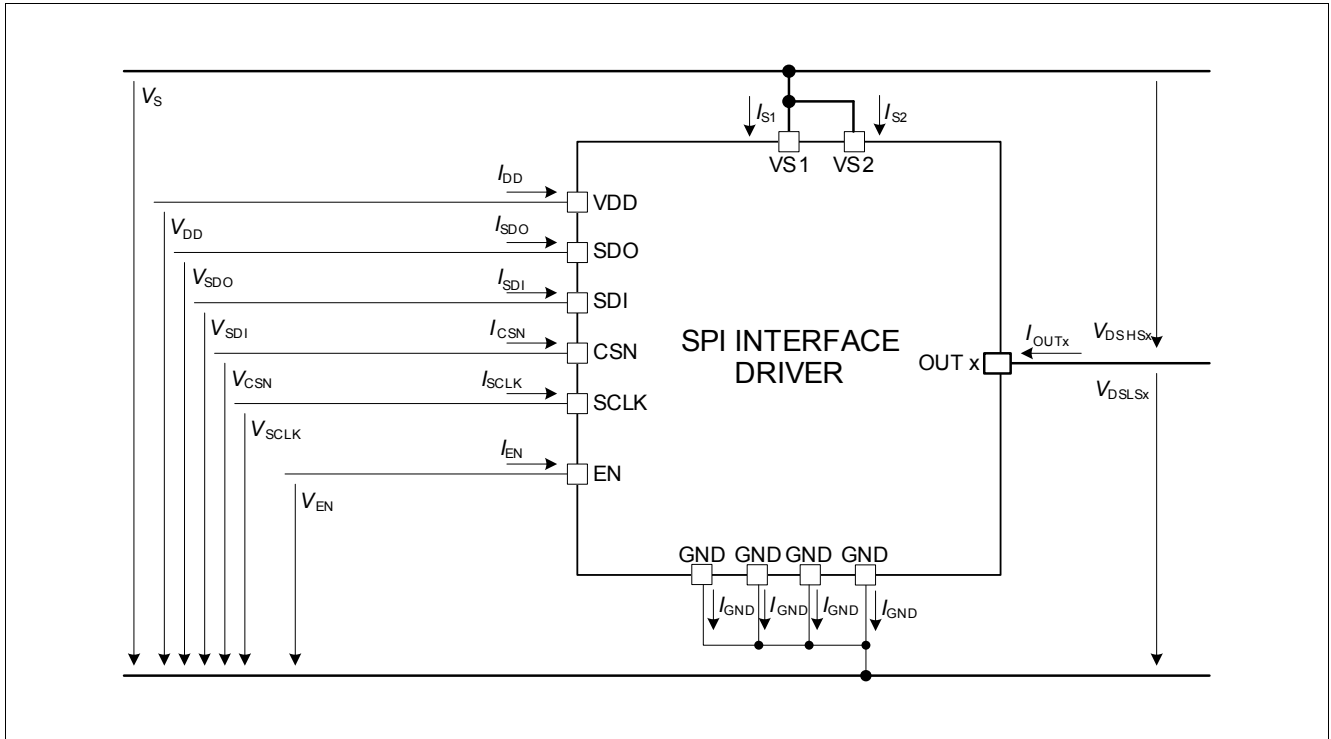 VS
IS1
IS2
VS1
VS2
IDD
VDD
VDD
ISDO
SDO
VSDO
ISDI
SDI
VSDI
ICSN
CSN
VCSN
ISCLK
SCLK
VSCLK
IEN
EN
VEN
SPI INTERFACE
DRIVER
OUT x
IOUTx
VDSHSx
VDSLSx
GND GND GND GND
IGND IGND IGND IGND